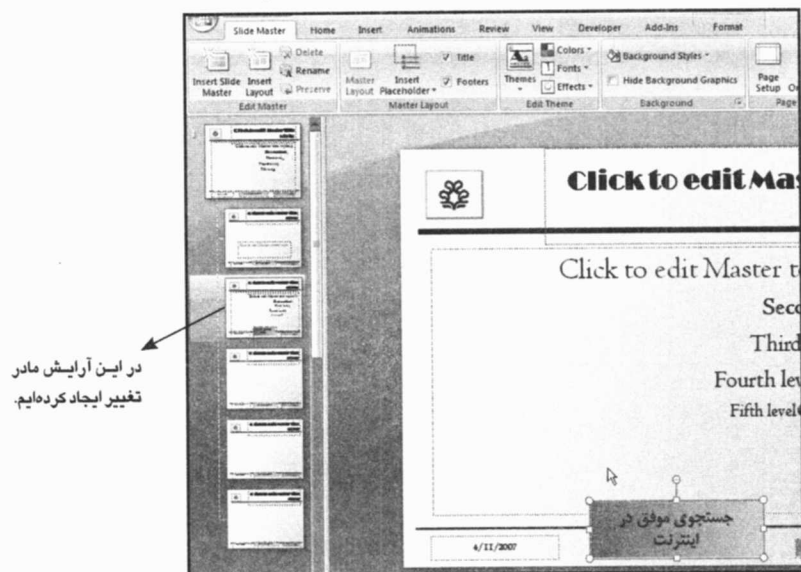 Slide Master Home Insert Animations Review View Developer Add-Ins Format
Insert Slide Master
Insert Layout
Delete
Rename
Preserve
Edit Master
Master Layout
Insert Placeholder
Title
Footers
Master Layout
Themes
Colors
Fonts
Effects
Edit Theme
Background Styles
Hide Background Graphics
Background
Page Setup
Page
Click to edit Mas
Click to edit Master t
Seco
Third
Fourth lev
Fifth level
جستجوی موفق در
اینترنت
4/11/2007
در این آرایش مادر
تغییر ایجاد کرده‌ایم.